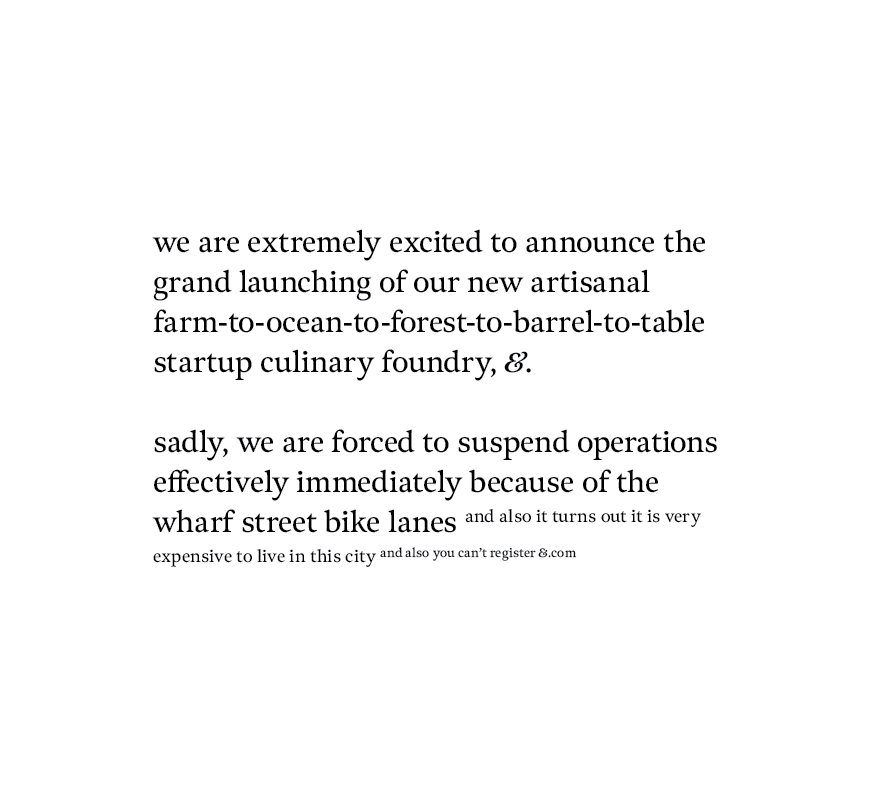 we are extremely excited to announce the
grand launching of our new artisanal
farm-to-ocean-to-forest-to-barrel-to-table
startup culinary foundry, &.
sadly, we are forced to suspend operations
effectively immediately because of the
wharf street bike lanes and also it turns out it is very
expensive to live in this city and also you can’t register &.com